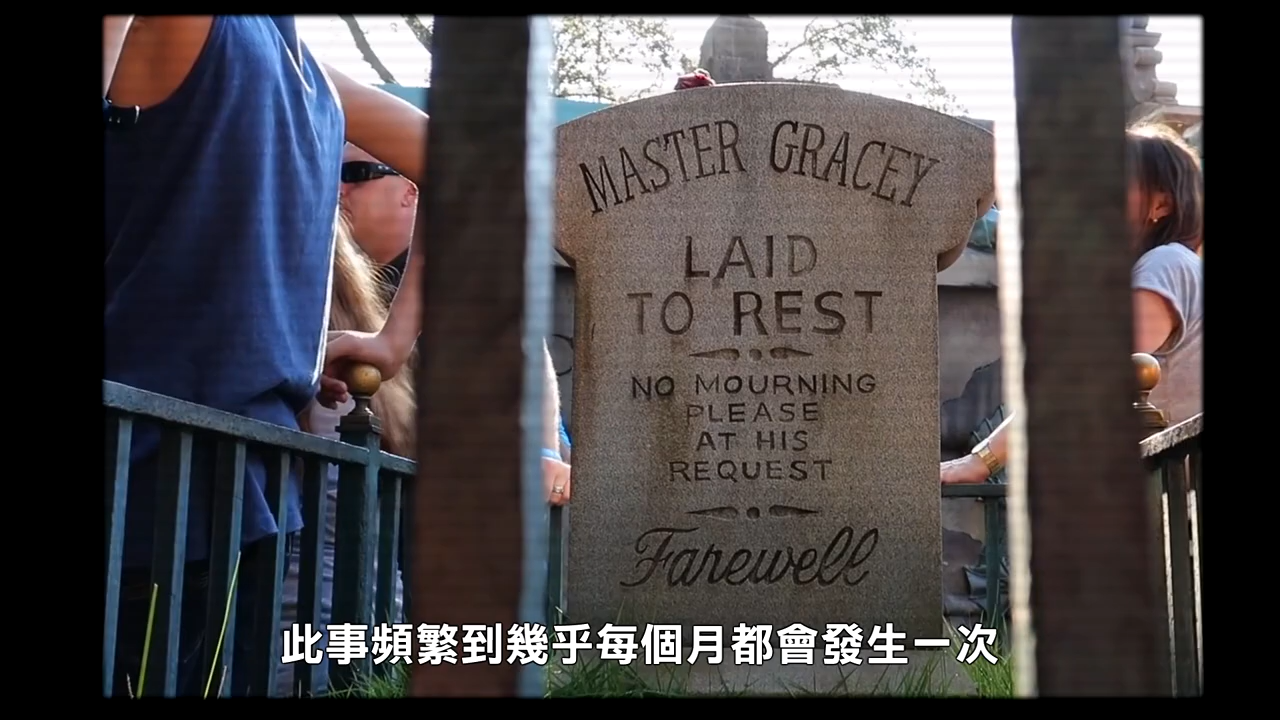 MASTER GRACEY
LAID
TO REST
NO MOURNING
PLEASE
AT HIS
REQUEST
Farewell
此事頻繁到幾乎每個月都會發生一次